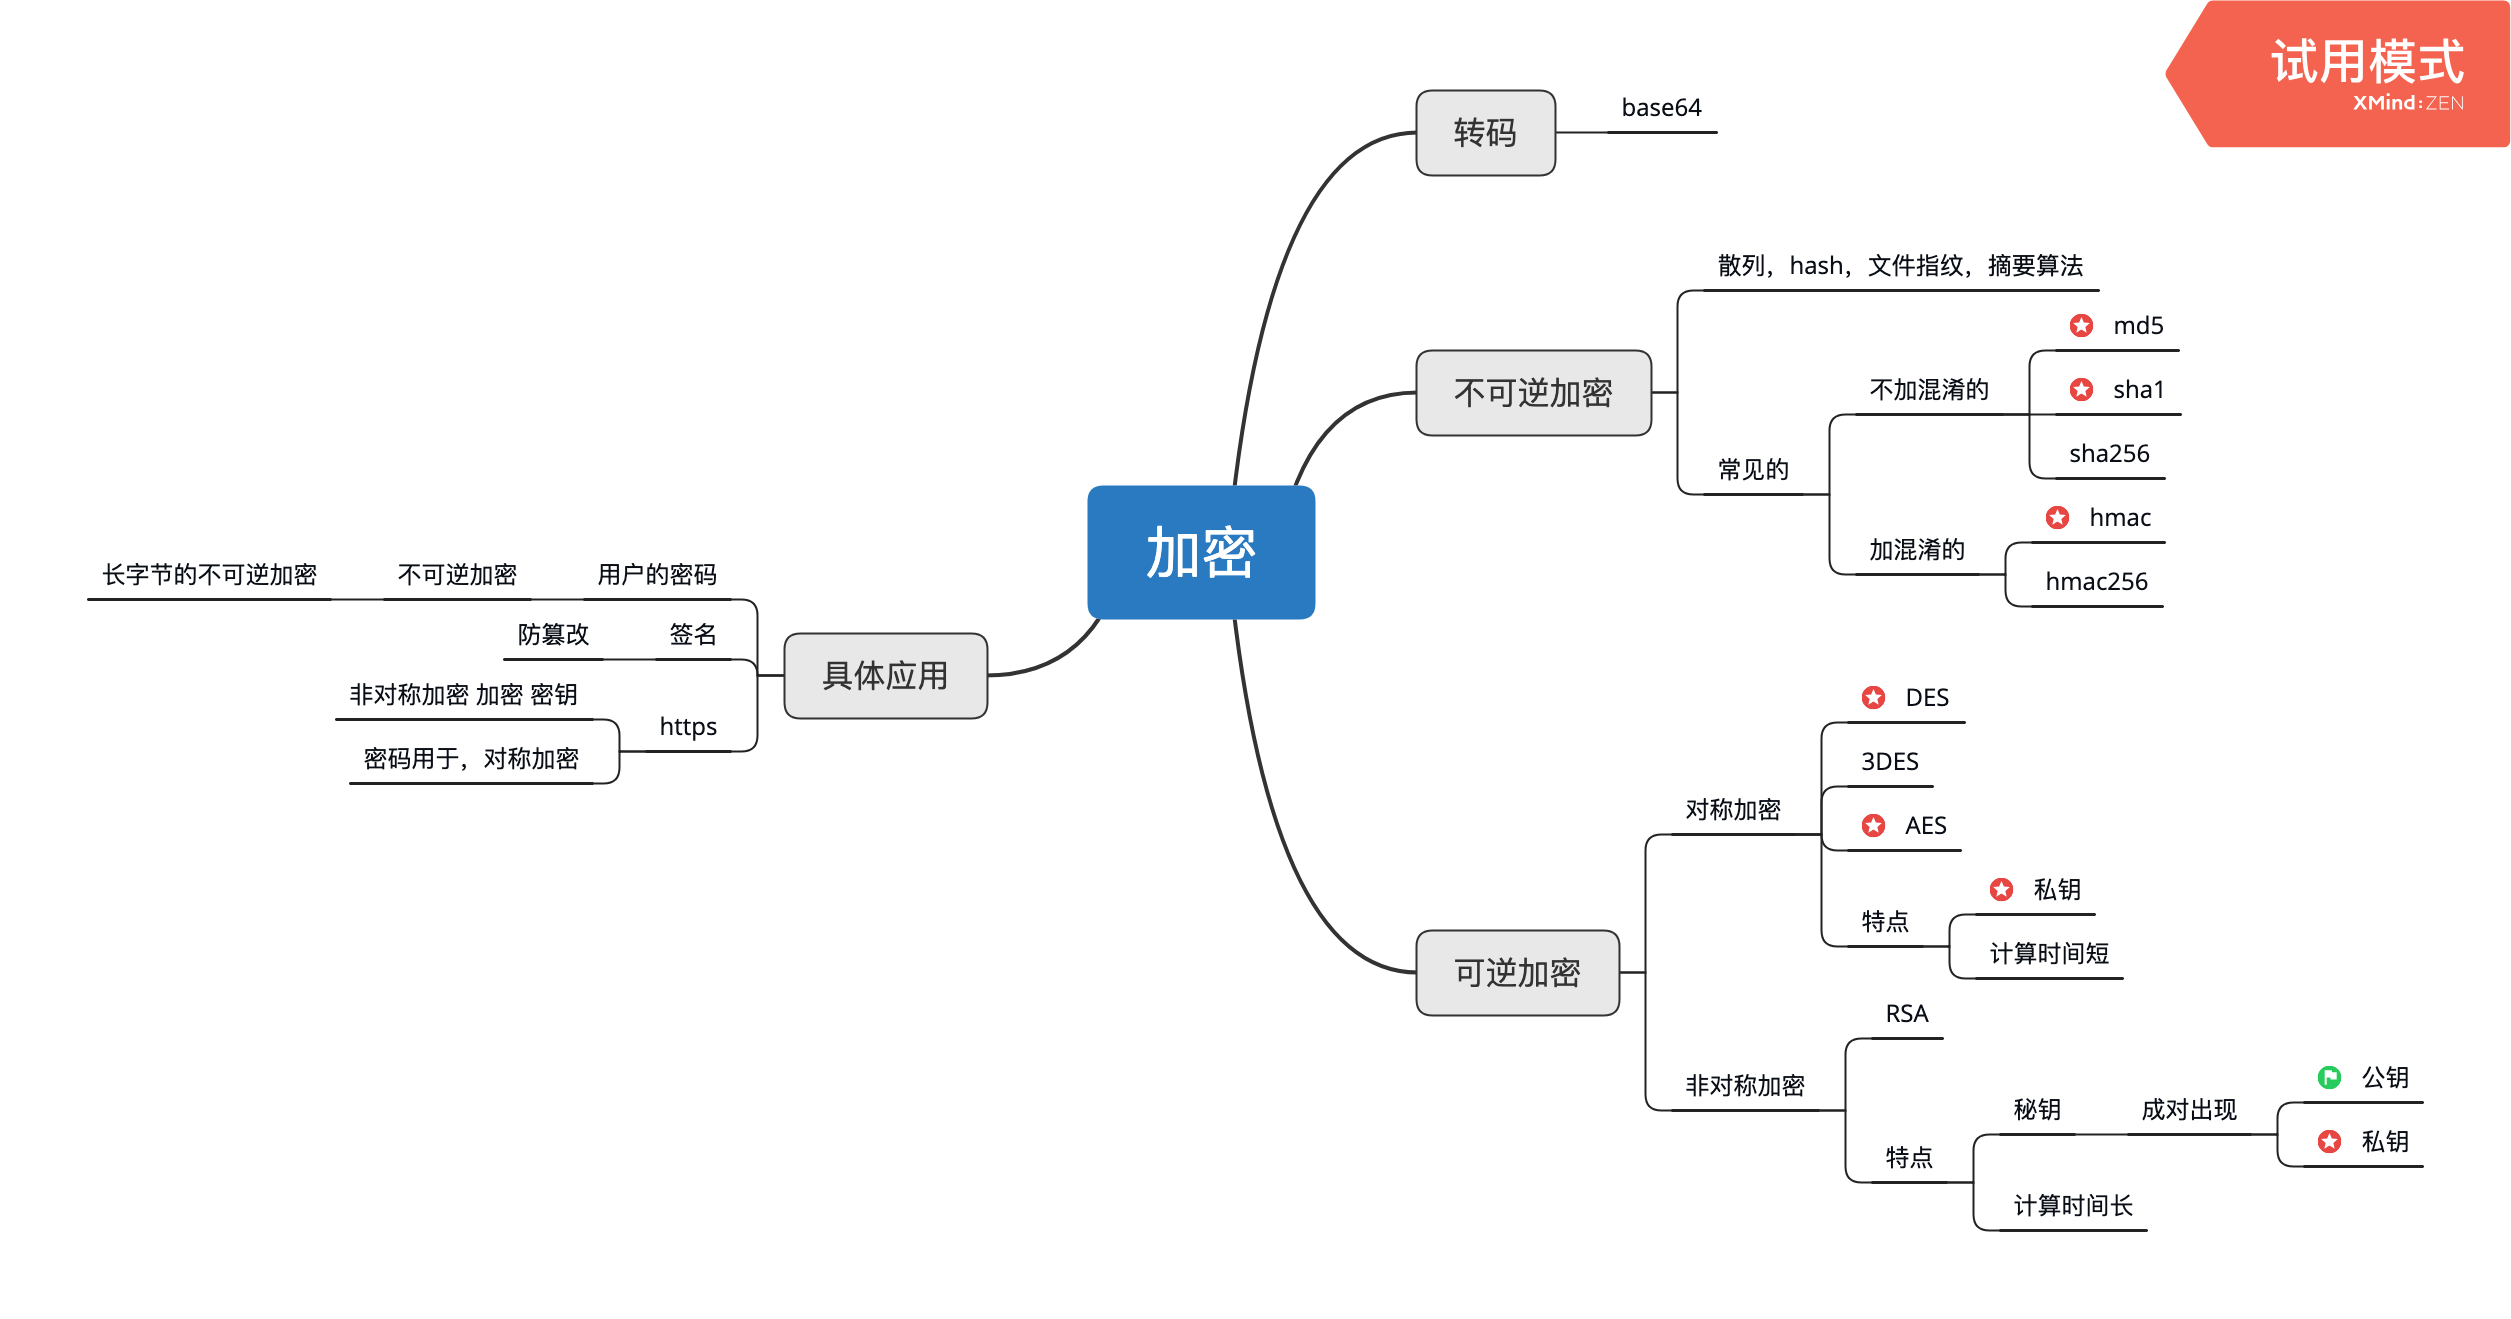 试用模式
XMind:ZEN
转码
base64
不可逆加密
散列，hash，文件指纹，摘要算法
常见的
不加混淆的
md5
sha1
sha256
加混淆的
hmac
hmac256
加密
具体应用
用户的密码
不可逆加密
长字节的不可逆加密
签名
防篡改
https
非对称加密 加密 密钥
密码用于，对称加密
可逆加密
对称加密
DES
3DES
AES
特点
私钥
计算时间短
非对称加密
RSA
特点
秘钥
成对出现
公钥
私钥
计算时间长